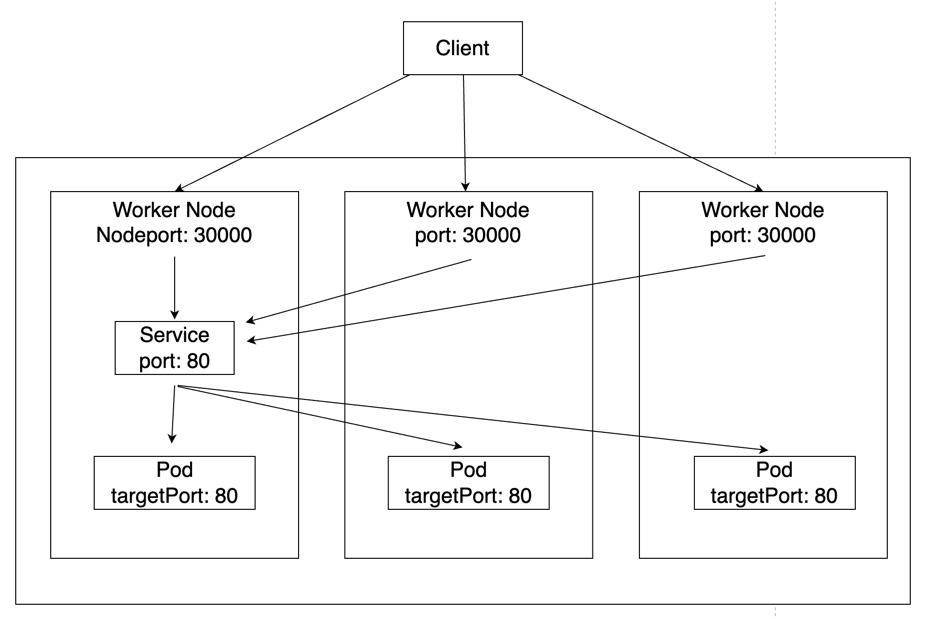 Client
Worker Node
Nodeport: 30000
Worker Node
port: 30000
Worker Node
port: 30000
Service
port: 80
Pod
targetPort: 80
Pod
targetPort: 80
Pod
targetPort: 80